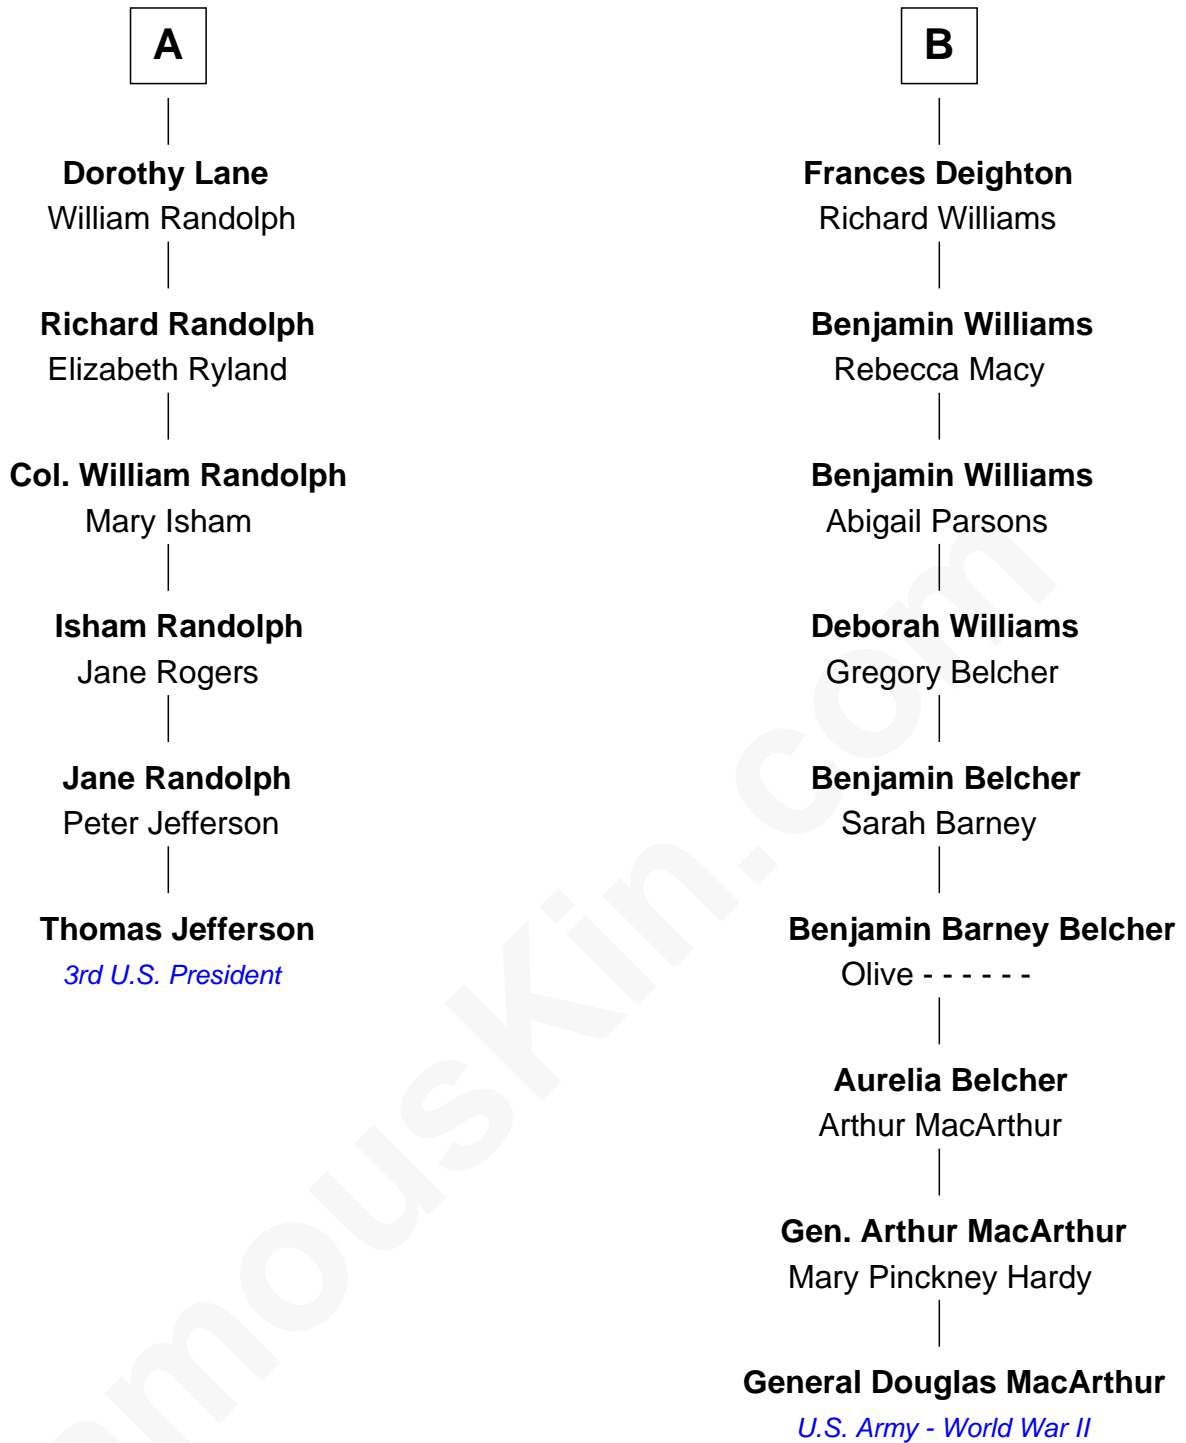 A
Dorothy Lane
William Randolph
Richard Randolph
Elizabeth Ryland
Col. William Randolph
Mary Isham
Isham Randolph
Jane Rogers
Jane Randolph
Peter Jefferson
Thomas Jefferson
3rd U.S. President
B
Frances Deighton
Richard Williams
Benjamin Williams
Rebecca Macy
Benjamin Williams
Abigail Parsons
Deborah Williams
Gregory Belcher
Benjamin Belcher
Sarah Barney
Benjamin Barney Belcher
Olive - - - - - -
Aurelia Belcher
Arthur MacArthur
Gen. Arthur MacArthur
Mary Pinckney Hardy
General Douglas MacArthur
U.S. Army - World War II
amouskin.com